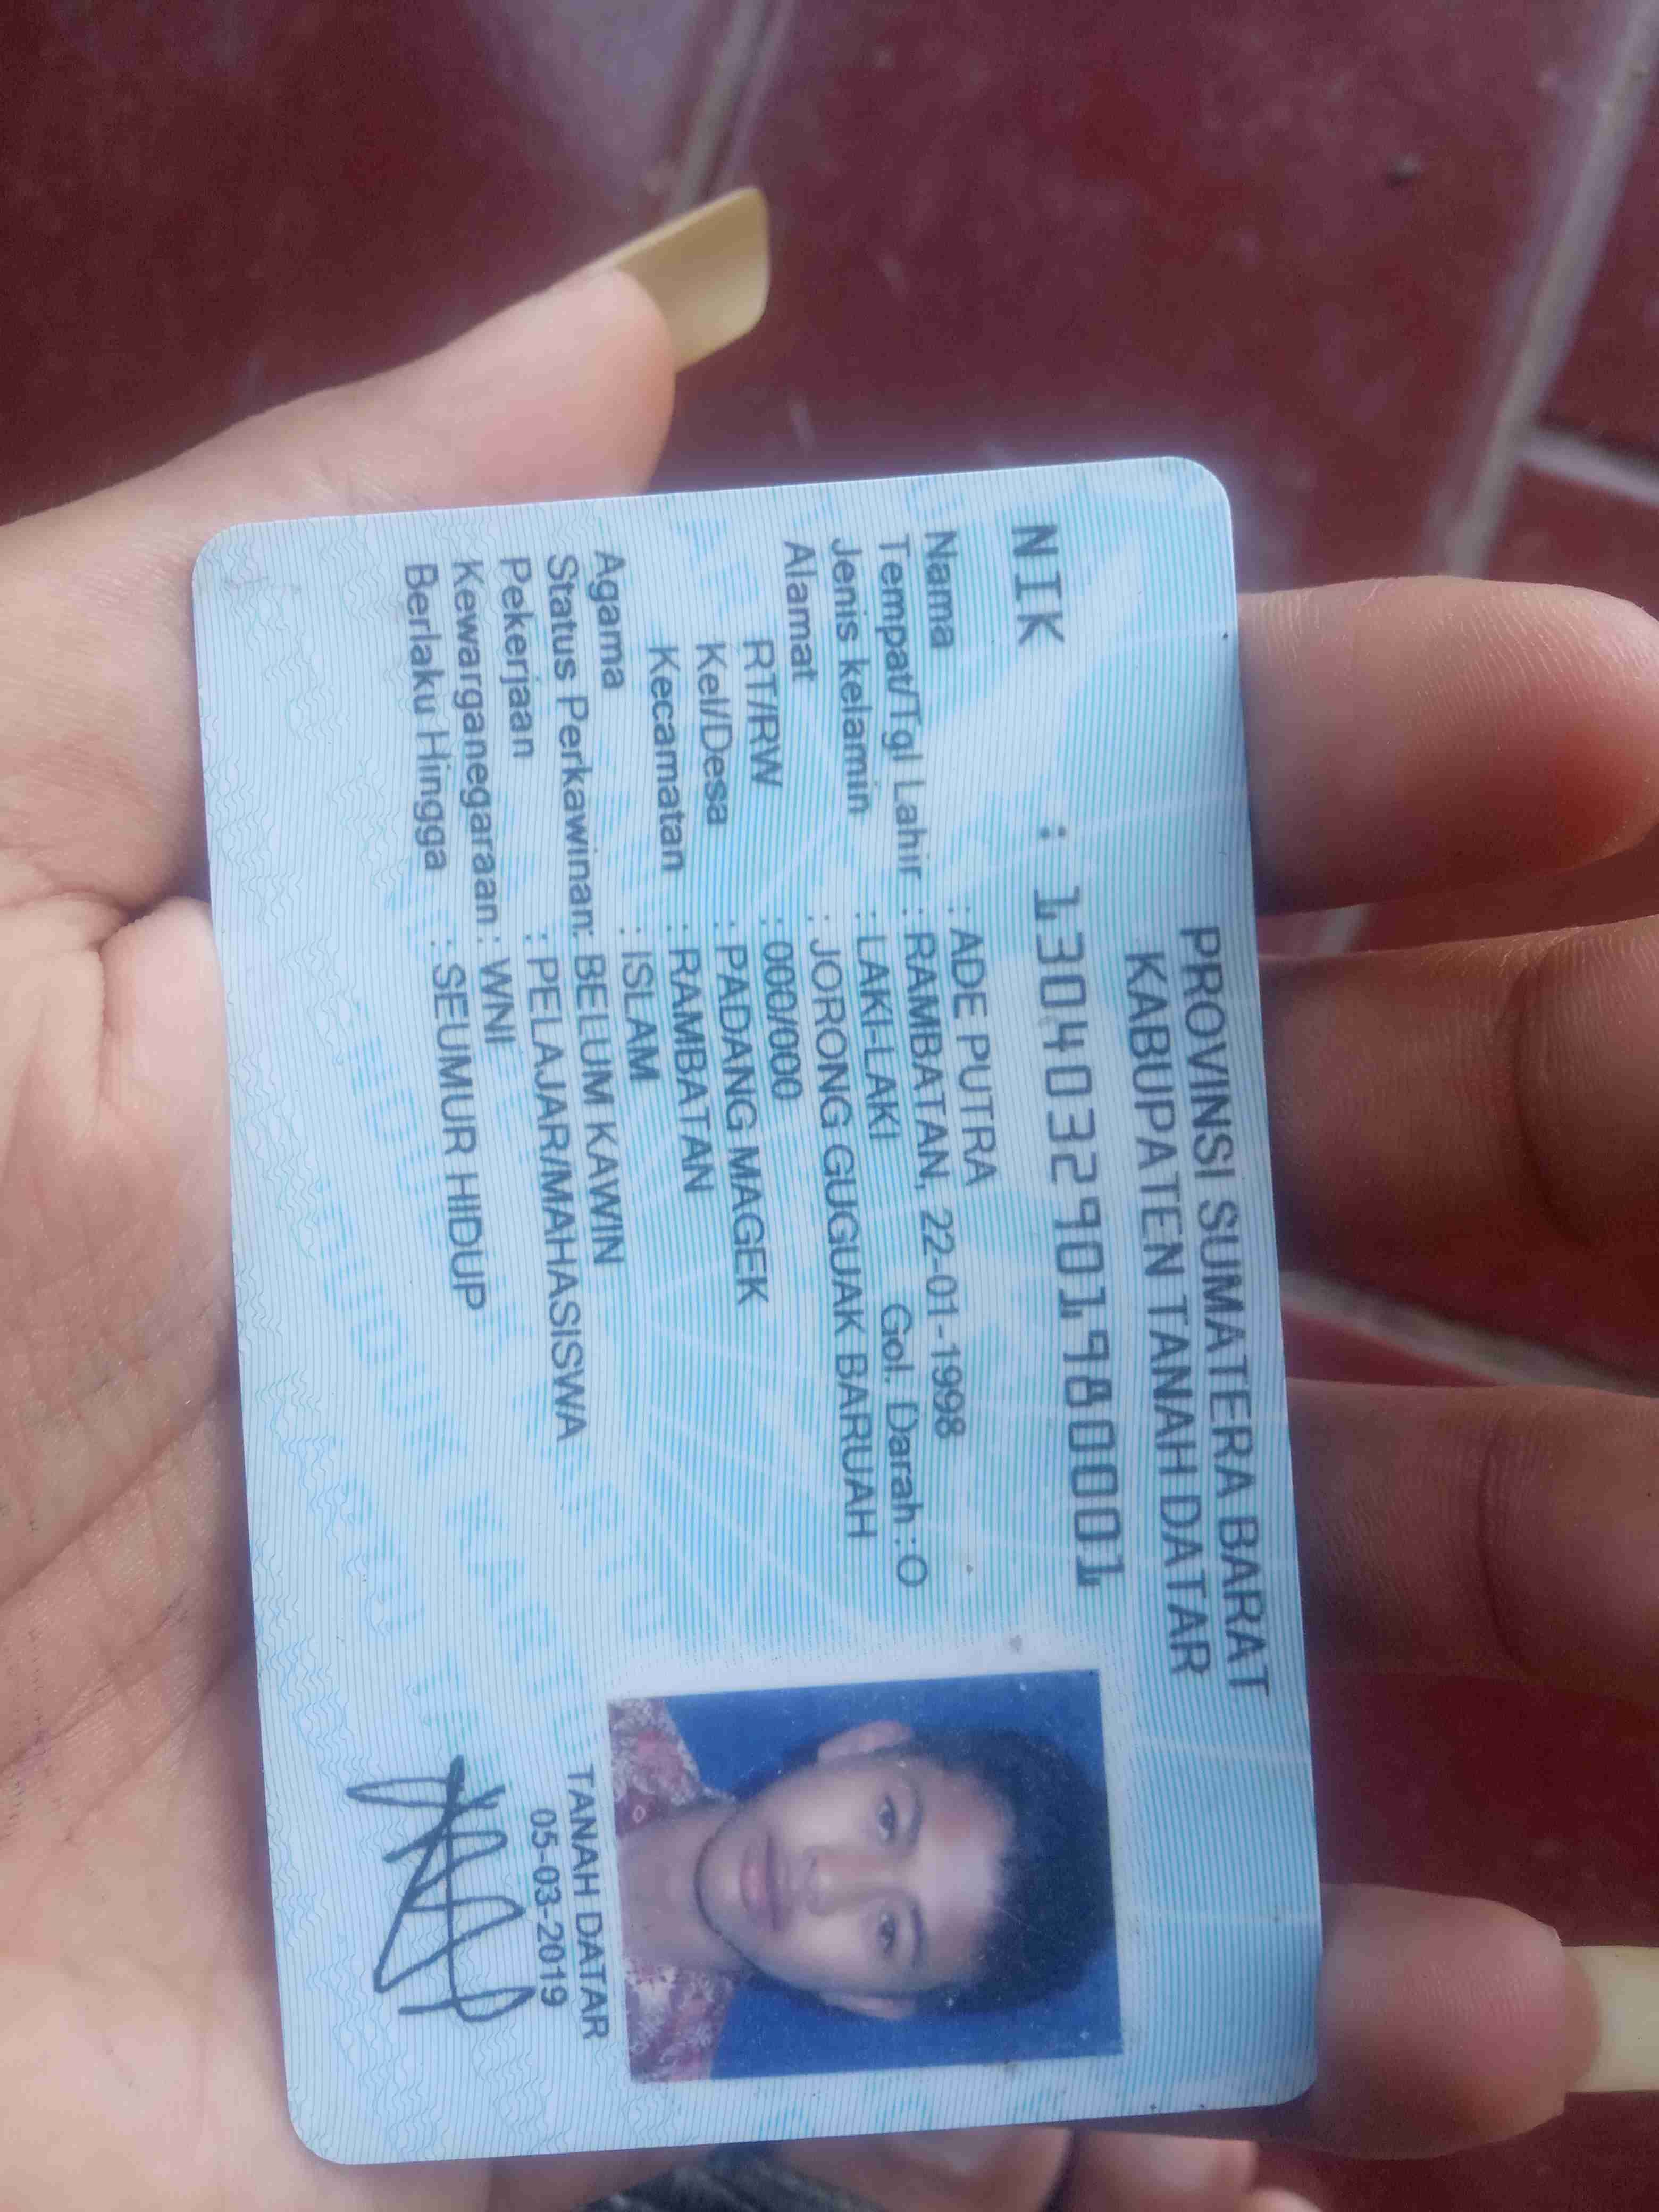 PROVINSI SUMATERA BARAT
KABUPATEN TANAH DATAR
NIK : 1304032901980001
Nama : ADE PUTRA
Tempat/Tgl Lahir : RAMBATAN, 22-01-1998
Jenis kelamin : LAKI-LAKI Gol. Darah : O
Alamat : JORONG GUGUAK BARUAH
RT/RW : 000/000
Kel/Desa : PADANG MAGEK
Kecamatan : RAMBATAN
Agama : ISLAM
Status Perkawinan: BELUM KAWIN
Pekerjaan : PELAJAR/MAHASISWA
Kewarganegaraan : WNI
Berlaku Hingga : SEUMUR HIDUP
TANAH DATAR
05-03-2019